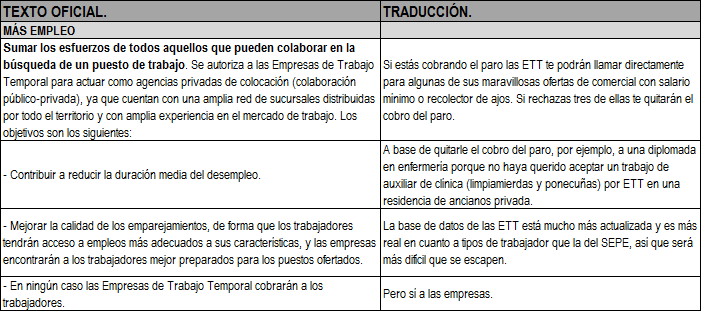 TEXTO OFICIAL.
TRADUCCIÓN.
MÁS EMPLEO
Sumar los esfuerzos de todos aquellos que pueden colaborar en la
búsqueda de un puesto de trabajo. Se autoriza a las Empresas de Trabajo
Temporal para actuar como agencias privadas de colocación (colaboración
público-privada), ya que cuentan con una amplia red de sucursales distribuidas
por todo el territorio y con amplia experiencia en el mercado de trabajo. Los
objetivos son los siguientes:
Si estás cobrando el paro las ETT te podrán llamar directamente
para algunas de sus maravillosas ofertas de comercial con salario
mínimo o recolector de ajos. Si rechazas tres de ellas te quitarán el
cobro del paro.
- Contribuir a reducir la duración media del desempleo.
A base de quitarle el cobro del paro, por ejemplo, a una diplomada
en enfermería porque no haya querido aceptar un trabajo de
auxiliar de clínica (limpiamierdas y ponecuñas) por ETT en una
residencia de ancianos privada.
- Mejorar la calidad de los emparejamientos, de forma que los trabajadores
tendrán acceso a empleos más adecuados a sus características, y las empresas
encontrarán a los trabajadores mejor preparados para los puestos ofertados.
La base de datos de las ETT está mucho más actualizada y es más
real en cuanto a tipos de trabajador que la del SEPE, así que será
más difícil que se escapen.
- En ningún caso las Empresas de Trabajo Temporal cobrarán a los
trabajadores.
Pero si a las empresas.